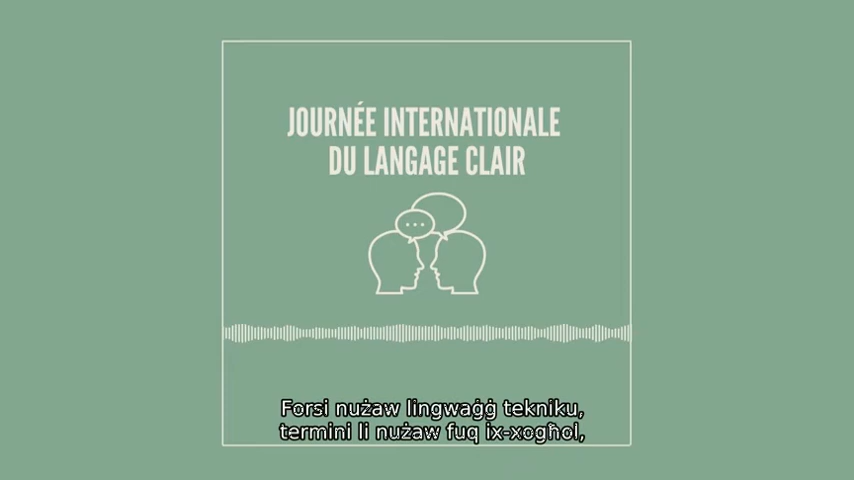 JOURNÉE INTERNATIONALE
DU LANGAGE CLAIR
Forsi nużaw lingwaġġ tekniku,
termini li nużaw fuq ix-xogħol,